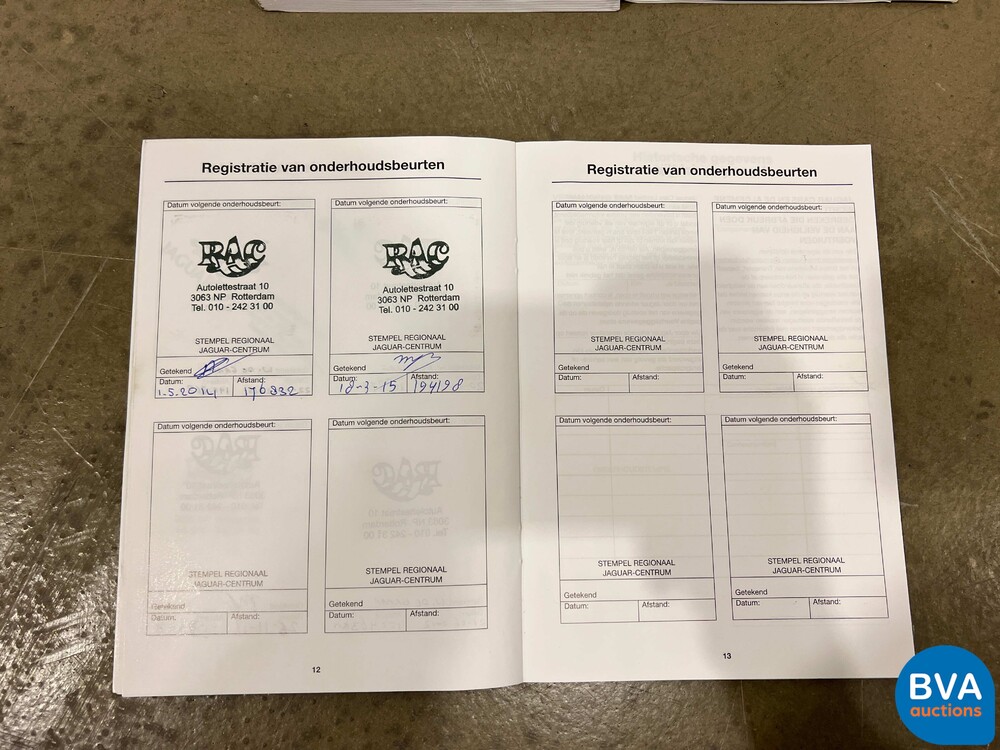 Registratie van onderhoudsbeurten
Datum volgende onderhoudsbeurt:
RAC
Autolettestraat 10
3063 NP Rotterdam
Tel. 010 - 242 31 00
STEMPEL REGIONAAL
JAGUAR-CENTRUM
Getekend
Datum: Afstand:
1.5.2014 170332
Datum volgende onderhoudsbeurt:
RAC
Autolettestraat 10
3063 NP Rotterdam
Tel. 010 - 242 31 00
STEMPEL REGIONAAL
JAGUAR-CENTRUM
Getekend
Datum: Afstand:
18-3-15 194198
Datum volgende onderhoudsbeurt:
STEMPEL REGIONAAL
JAGUAR-CENTRUM
Getekend
Datum: Afstand:
Datum volgende onderhoudsbeurt:
STEMPEL REGIONAAL
JAGUAR-CENTRUM
Getekend
Datum: Afstand:
12
Registratie van onderhoudsbeurten
Datum volgende onderhoudsbeurt:
STEMPEL REGIONAAL
JAGUAR-CENTRUM
Getekend
Datum: Afstand:
Datum volgende onderhoudsbeurt:
STEMPEL REGIONAAL
JAGUAR-CENTRUM
Getekend
Datum: Afstand:
Datum volgende onderhoudsbeurt:
STEMPEL REGIONAAL
JAGUAR-CENTRUM
Getekend
Datum: Afstand:
Datum volgende onderhoudsbeurt:
STEMPEL REGIONAAL
JAGUAR-CENTRUM
Getekend
Datum: Afstand:
13
BVA
auctions